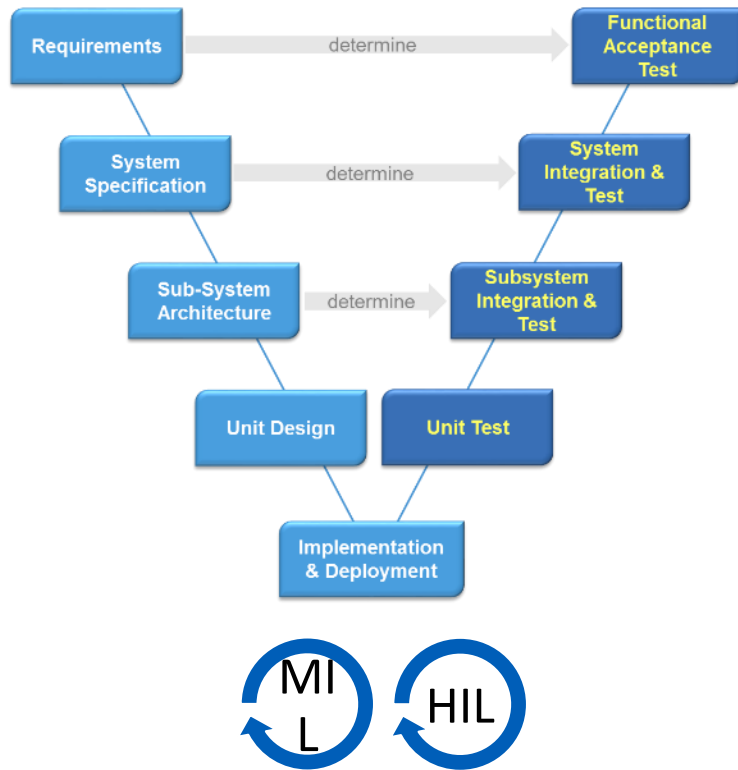 Requirements
determine
Functional
Acceptance
Test
System
Specification
determine
System
Integration &
Test
Sub-System
Architecture
determine
Subsystem
Integration &
Test
Unit Design
Unit Test
Implementation
& Deployment
MI
L
HIL